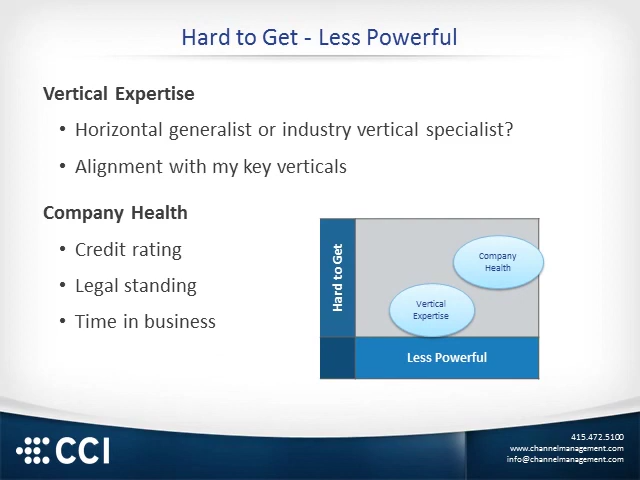 Hard to Get - Less Powerful
Vertical Expertise
• Horizontal generalist or industry vertical specialist?
• Alignment with my key verticals
Company Health
• Credit rating
• Legal standing
• Time in business
Hard to Get
Company
Health
Vertical
Expertise
Less Powerful
CCI
415.472.5100
www.channelmanagement.com
info@channelmanagement.com